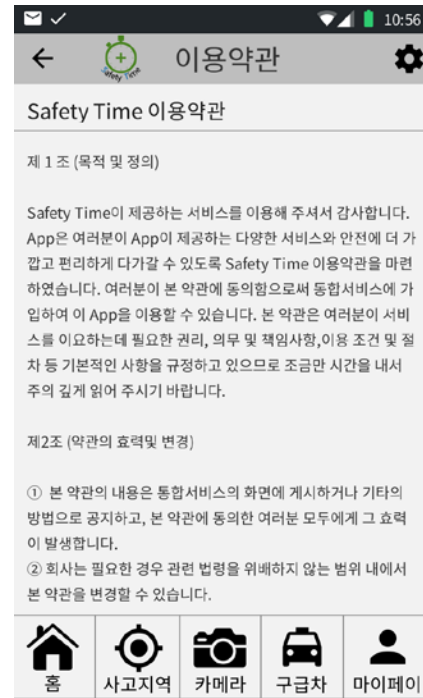 10:56
Safety Time
이용약관
Safety Time 이용약관
제 1 조 (목적 및 정의)
Safety Time이 제공하는 서비스를 이용해 주셔서 감사합니다.
App은 여러분이 App이 제공하는 다양한 서비스와 안전에 더 가
깝고 편리하게 다가갈 수 있도록 Safety Time 이용약관을 마련
하였습니다. 여러분이 본 약관에 동의함으로써 동합서비스에 가
입하여 이 App을 이용할 수 있습니다. 본 약관은 여러분이 서비
스를 이요하는데 필요한 권리, 의무 및 책임사항,이용 조건 및 절
차 등 기본적인 사항을 규정하고 있으므로 조금만 시간을 내서
주의 깊게 읽어 주시기 바랍니다.
제2조 (약관의 효력및 변경)
① 본 약관의 내용은 통합서비스의 화면에 게시하거나 기타의
방법으로 공지하고, 본 약관에 동의한 여러분 모두에게 그 효력
이 발생합니다.
② 회사는 필요한 경우 관련 법령을 위배하지 않는 범위 내에서
본 약관을 변경할 수 있습니다.
홈 사고지역 카메라 구급차 마이페이